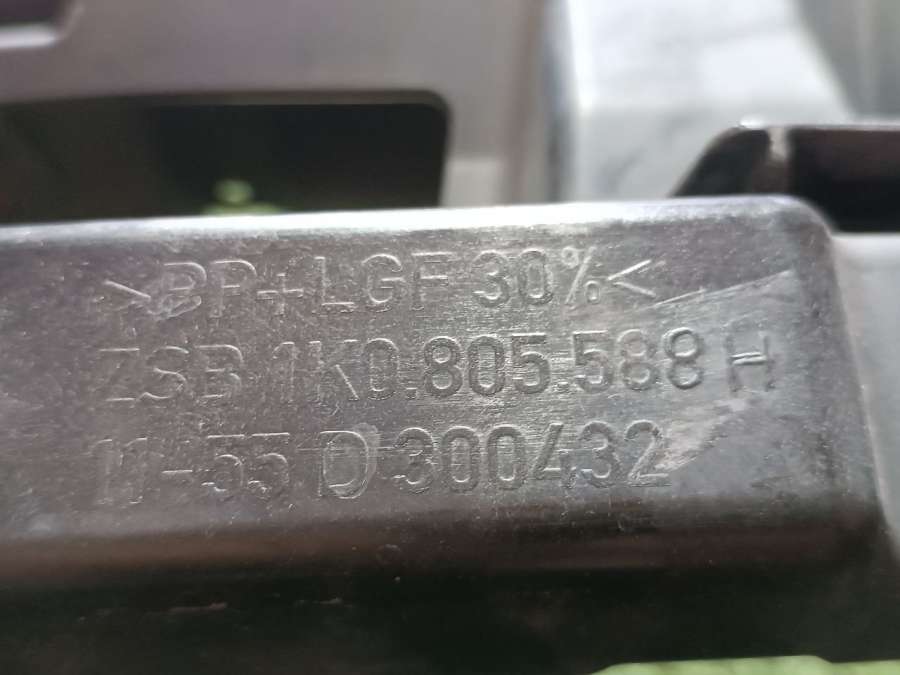 >PP+LGF 30%<
ZSB 1K0.805.588 H
11-55 D 300432